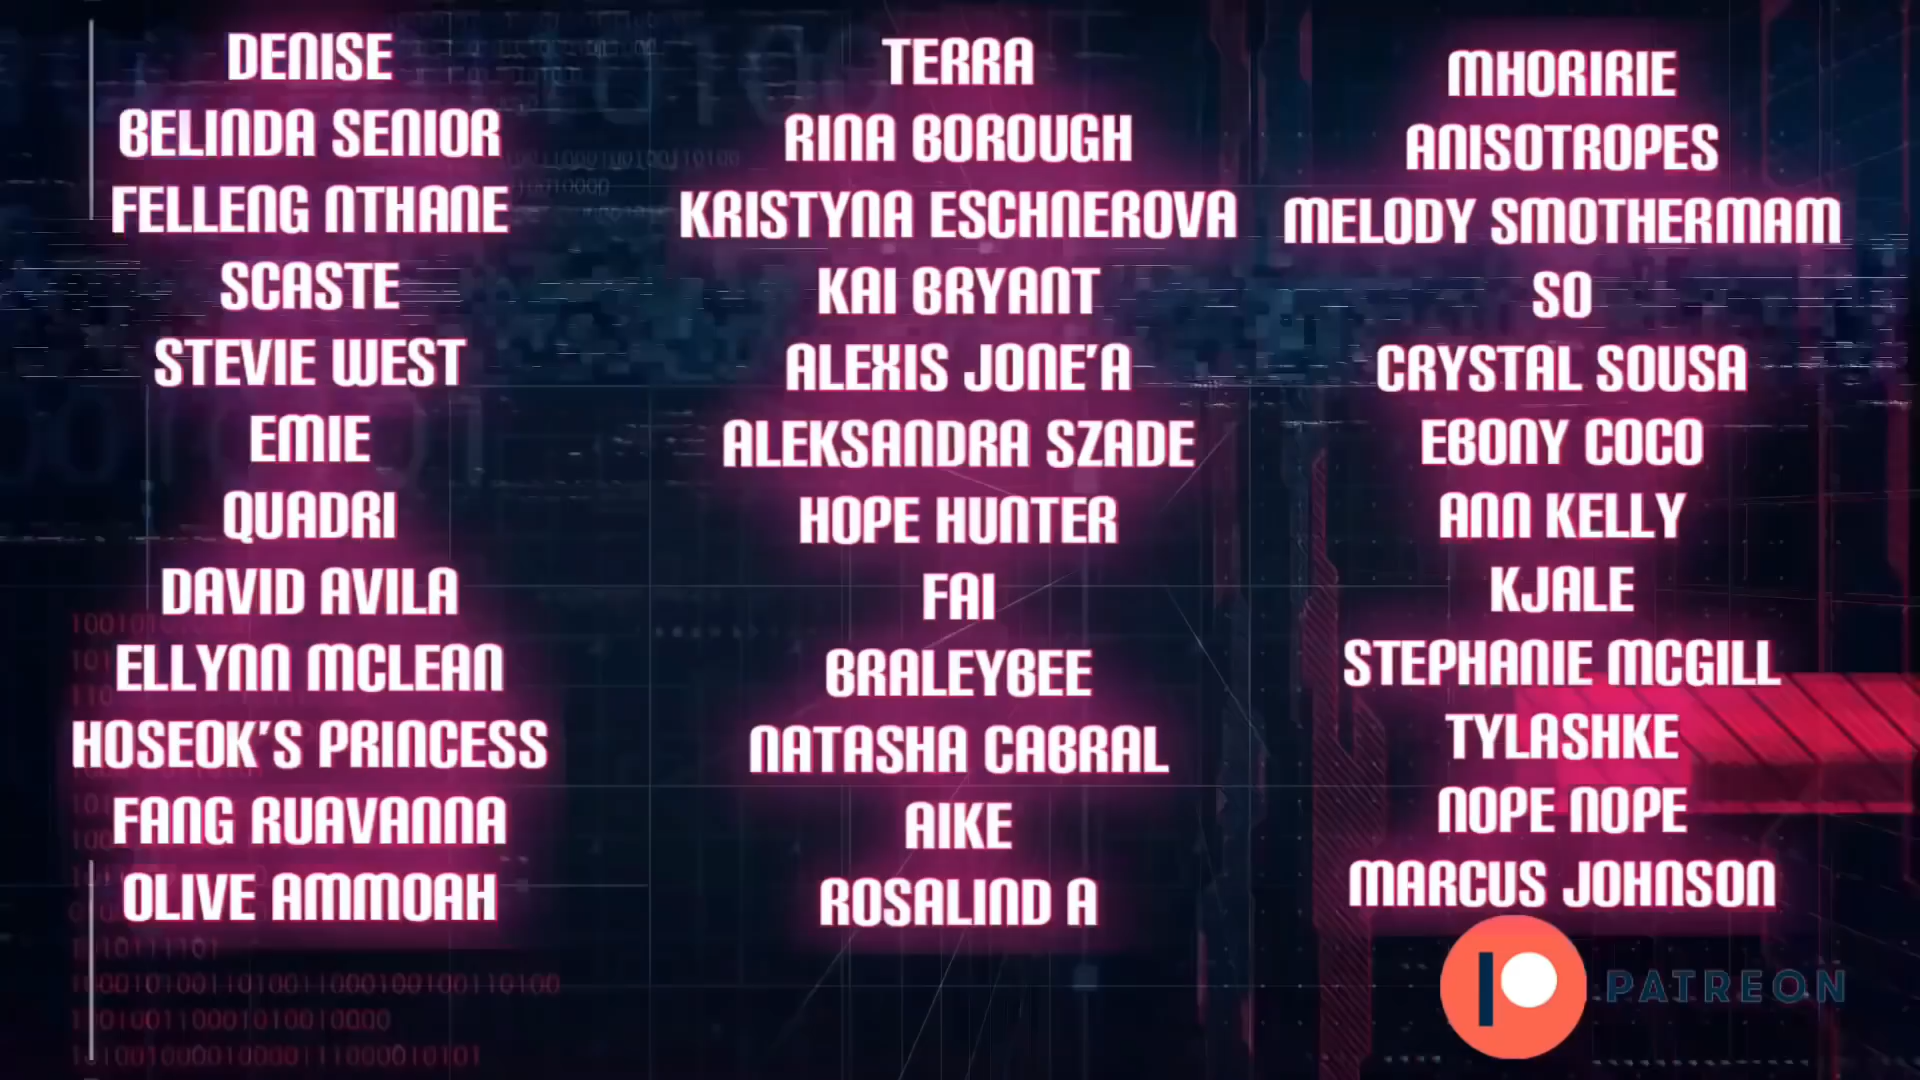 DENISE
BELINDA SENIOR
FELLENG NTHANE
SCASTE
STEVIE WEST
EMIE
QUADRI
DAVID AVILA
ELLYNN MCLEAN
HOSEOK'S PRINCESS
FANG RUAVANNA
OLIVE AMMOAH
TERRA
RINA BOROUGH
KRISTYNA ESCHNEROVA
KAI BRYANT
ALEXIS JONE'A
ALEKSANDRA SZADE
HOPE HUNTER
FAI
BRALEYBEE
NATASHA CABRAL
AIKE
ROSALIND A
MHORIRIE
ANISOTROPES
MELODY SMOTHERMAM
SO
CRYSTAL SOUSA
EBONY COCO
ANN KELLY
KJALE
STEPHANIE MCGILL
TYLASHKE
NOPE NOPE
MARCUS JOHNSON
PATREON